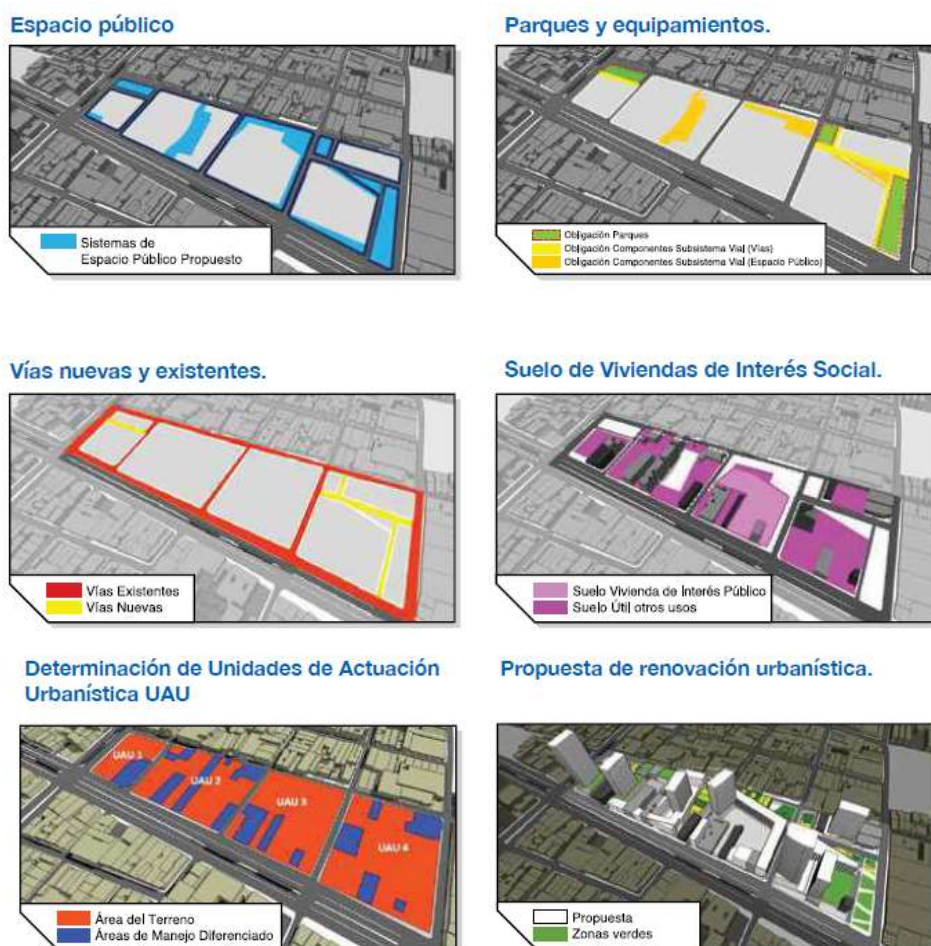 Espacio público
Sistemas de
Espacio Público Propuesto
Parques y equipamientos.
Obligación Parques
Obligación Componentes Subsistema Vial (Vías)
Obligación Componentes Subsistema Vial (Espacio Público)
Vías nuevas y existentes.
Vías Existentes
Vías Nuevas
Suelo de Viviendas de Interés Social.
Suelo Vivienda de Interés Público
Suelo Útil otros usos
Determinación de Unidades de Actuación
Urbanística UAU
UAU 1
UAU 2
UAU 3
UAU 4
Área del Terreno
Áreas de Manejo Diferenciado
Propuesta de renovación urbanística.
Propuesta
Zonas verdes